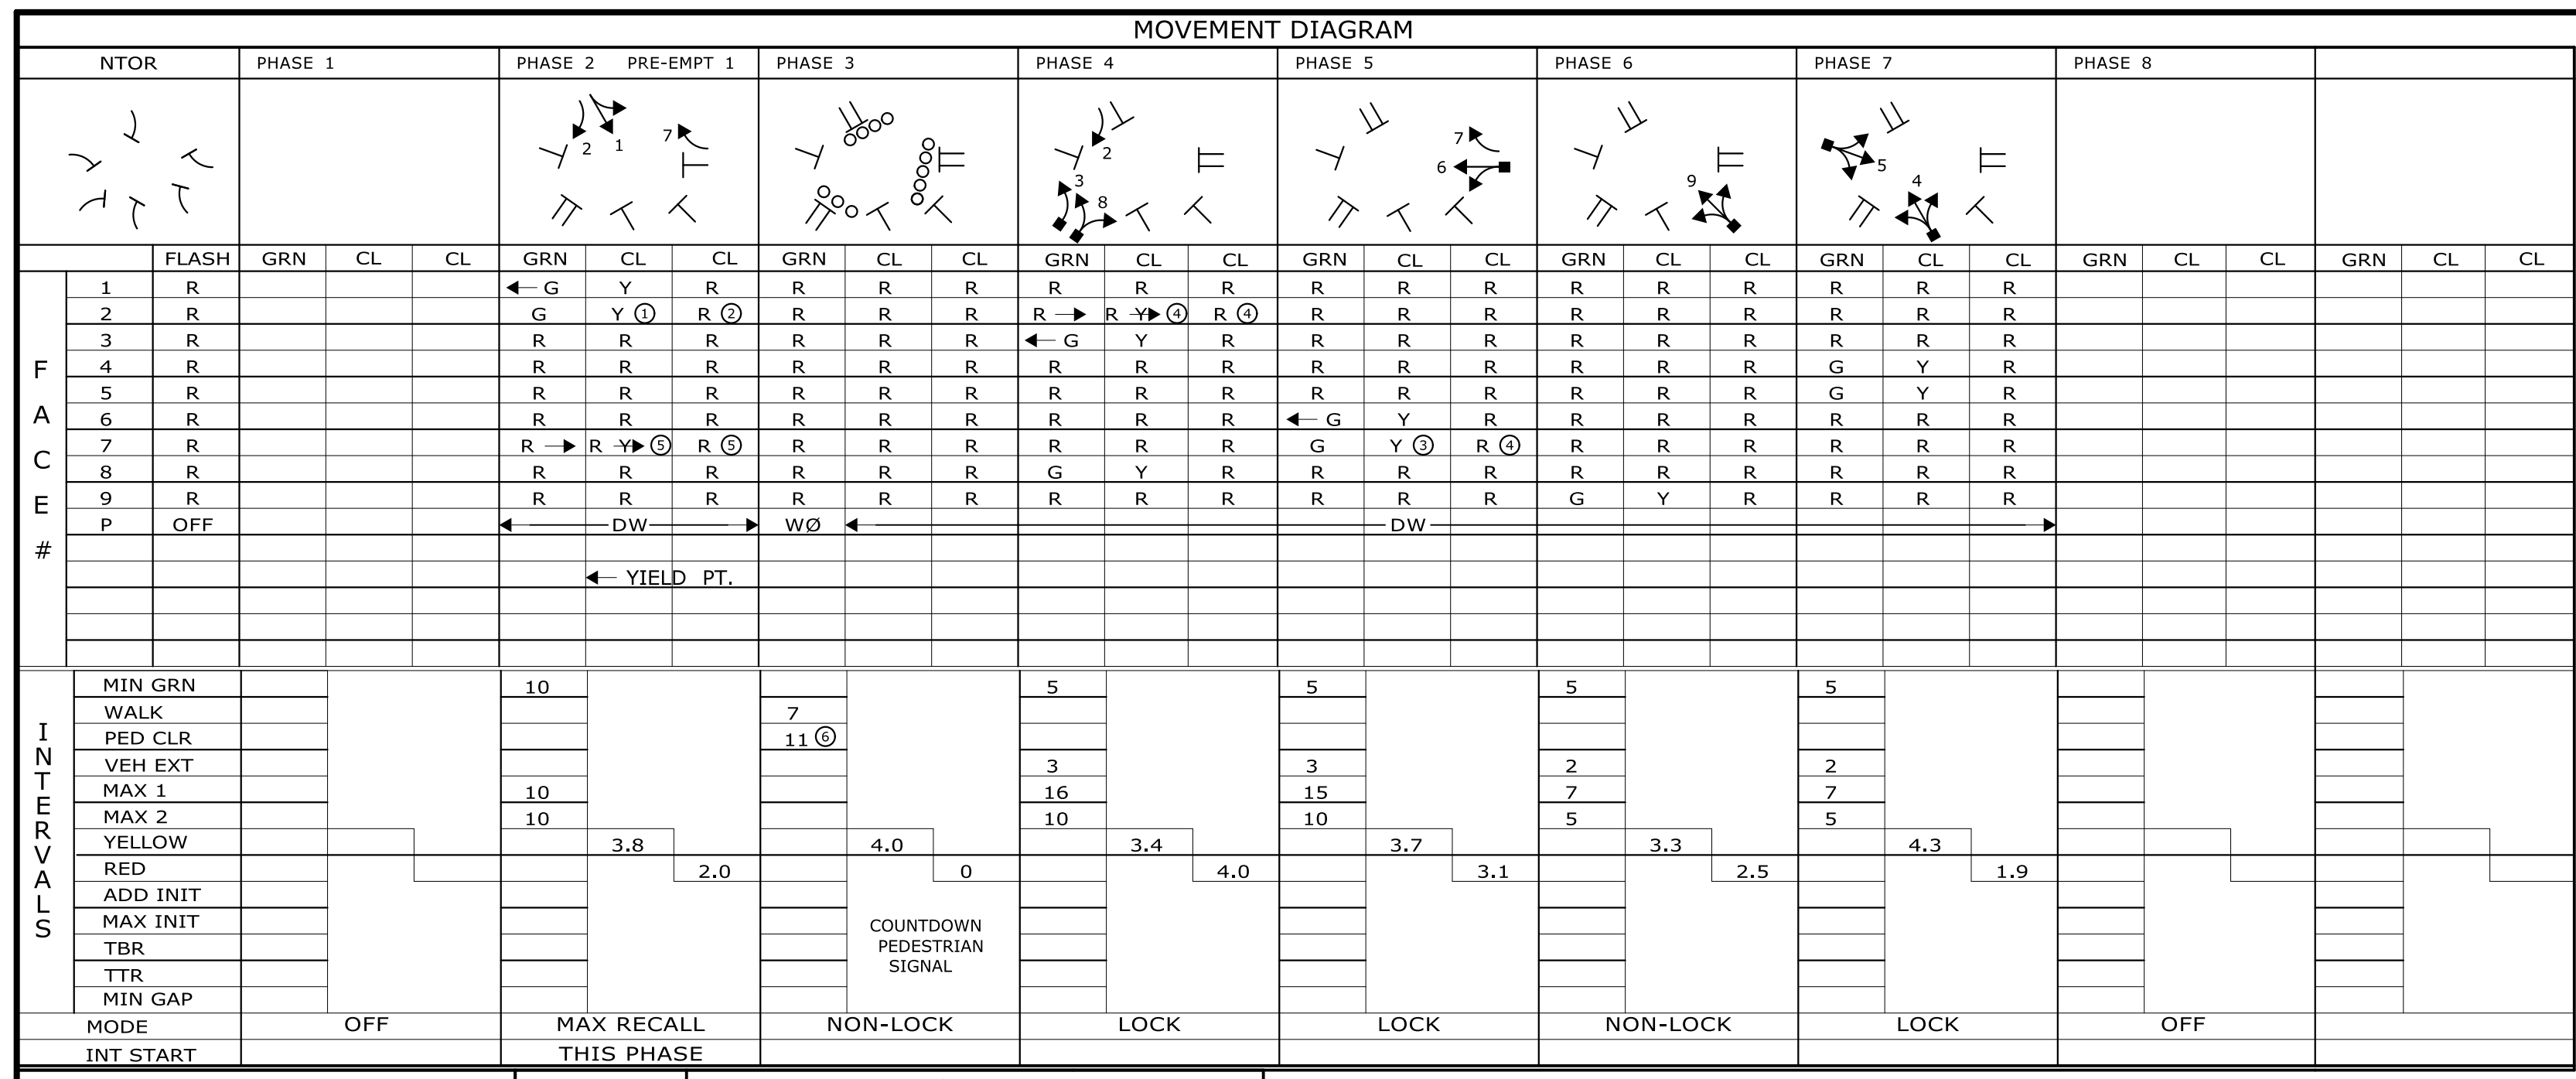 MOVEMENT DIAGRAM
NTOR PHASE 1 PHASE 2 PRE-EMPT 1 PHASE 3 PHASE 4 PHASE 5 PHASE 6 PHASE 7 PHASE 8
2 1 7
2 3 8
7 6
9
5 4
FLASH GRN CL CL GRN CL CL GRN CL CL GRN CL CL GRN CL CL GRN CL CL GRN CL CL GRN CL CL GRN CL CL
FACE #
1 R ← G Y R R R R R R R R R R R R R R R R
2 R G Y ① R ② R R R R → R Y→ ④ R ④ R R R R R R R R R
3 R R R R R R R ← G Y R R R R R R R R R R
4 R R R R R R R R R R R R R R R R G Y R
5 R R R R R R R R R R R R R R R R G Y R
6 R R R R R R R R R R ← G Y R R R R R R R
7 R R → R Y→ ⑤ R ⑤ R R R R R R G Y ③ R ④ R R R R R R
8 R R R R R R R G Y R R R R R R R R R R
9 R R R R R R R R R R R R R G Y R R R R
P OFF ← DW → WØ ← DW →
← YIELD PT.
INTERVALS
MIN GRN 10 5 5 5 5
WALK 7
PED CLR 11 ⑥
VEH EXT 3 3 2 2
MAX 1 10 16 15 7 7
MAX 2 10 10 10 5 5
YELLOW 3.8 4.0 3.4 3.7 3.3 4.3
RED 2.0 0 4.0 3.1 2.5 1.9
ADD INIT
MAX INIT
TBR
TTR
MIN GAP
COUNTDOWN
PEDESTRIAN
SIGNAL
MODE OFF MAX RECALL NON-LOCK LOCK LOCK NON-LOCK LOCK OFF
INT START THIS PHASE